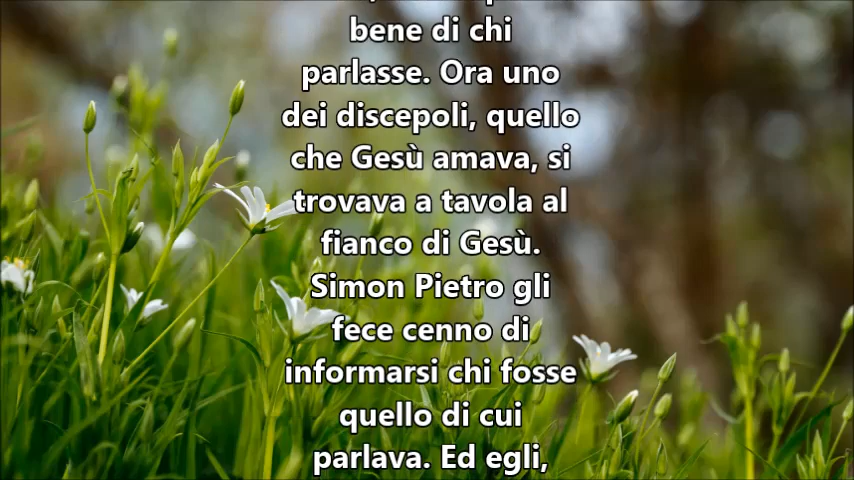 bene di chi
parlasse. Ora uno
dei discepoli, quello
che Gesù amava, si
trovava a tavola al
fianco di Gesù.
Simon Pietro gli
fece cenno di
informarsi chi fosse
quello di cui
parlava. Ed egli,